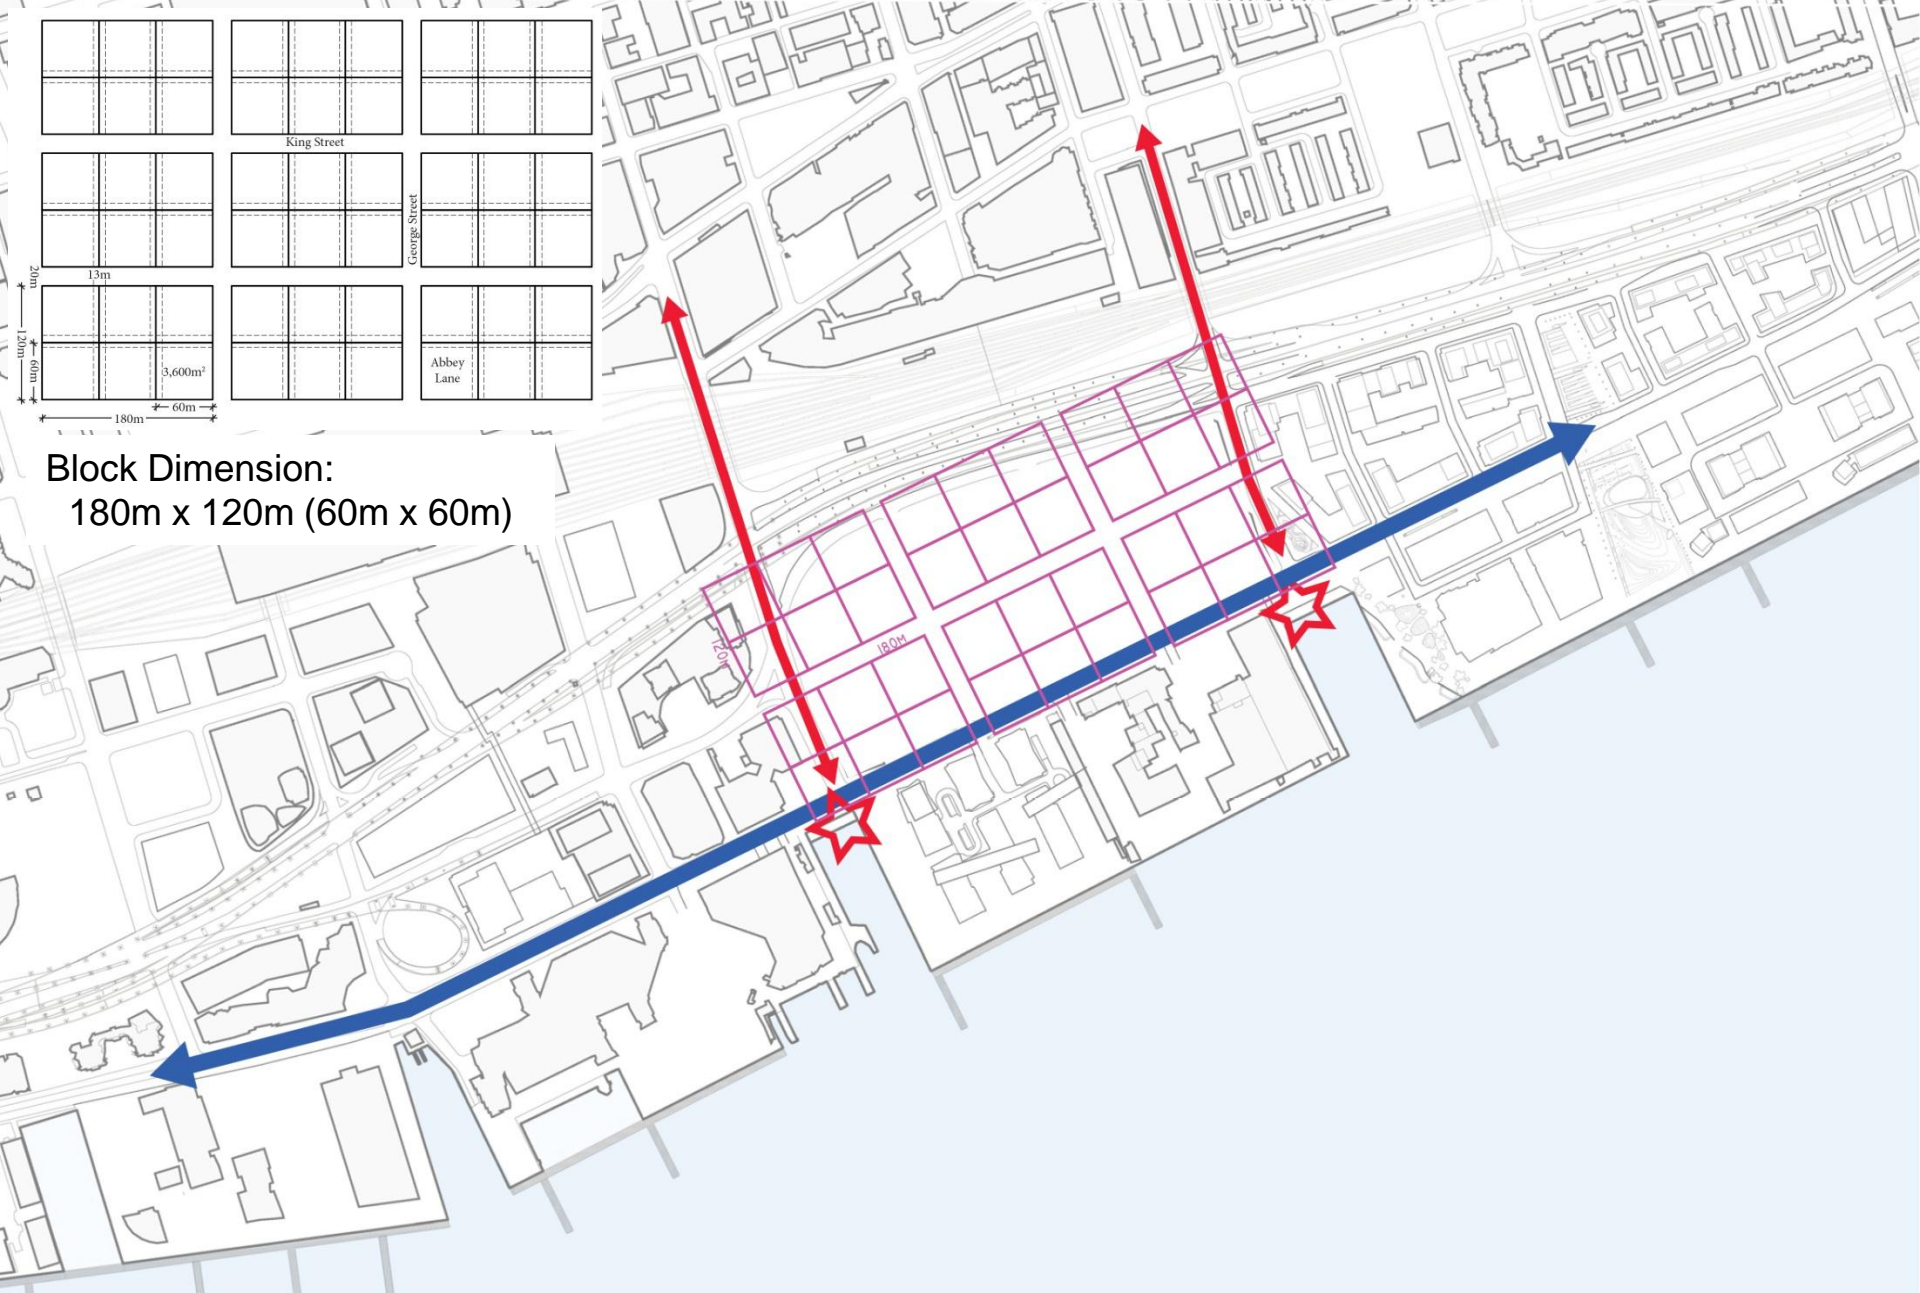 King Street
George Street
13m
20m
120m
60m
3,600m²
Abbey
Lane
60m
180m
Block Dimension:
180m x 120m (60m x 60m)
180M
120M